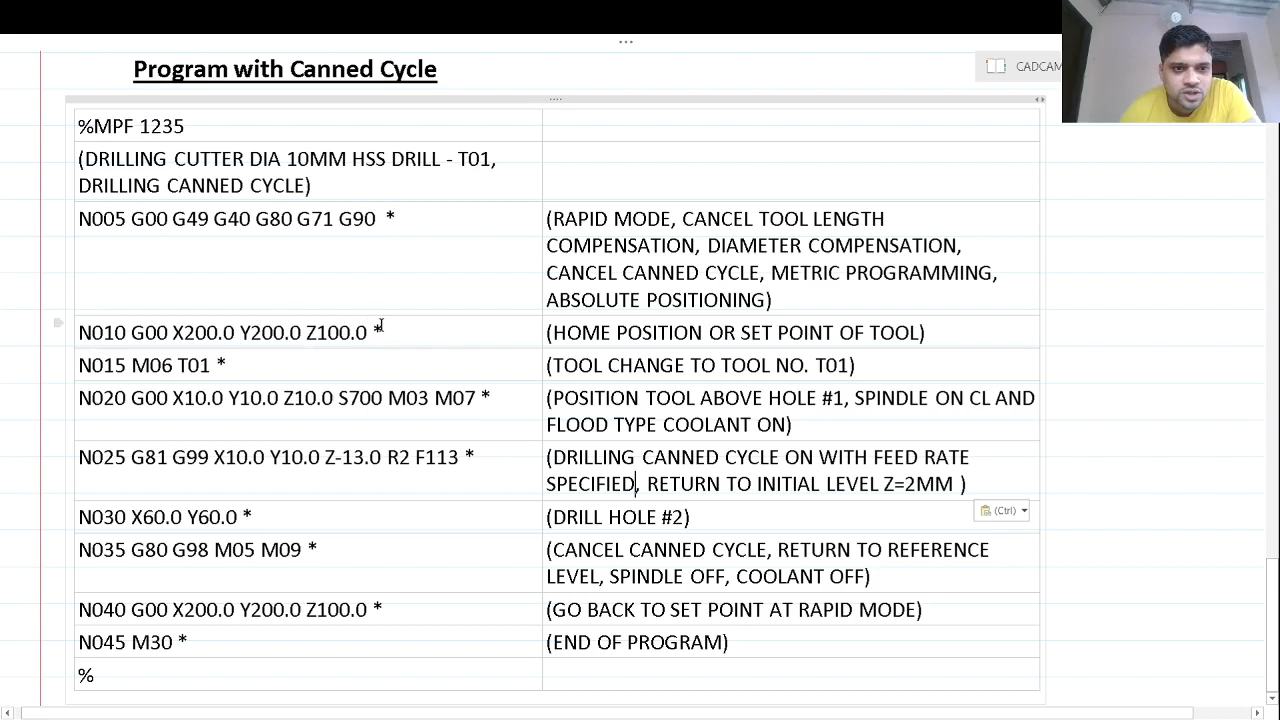 Program with Canned Cycle
CADCAM
%MPF 1235
(DRILLING CUTTER DIA 10MM HSS DRILL - T01,
DRILLING CANNED CYCLE)
N005 G00 G49 G40 G80 G71 G90 *
(RAPID MODE, CANCEL TOOL LENGTH
COMPENSATION, DIAMETER COMPENSATION,
CANCEL CANNED CYCLE, METRIC PROGRAMMING,
ABSOLUTE POSITIONING)
N010 G00 X200.0 Y200.0 Z100.0 *
(HOME POSITION OR SET POINT OF TOOL)
N015 M06 T01 *
(TOOL CHANGE TO TOOL NO. T01)
N020 G00 X10.0 Y10.0 Z10.0 S700 M03 M07 *
(POSITION TOOL ABOVE HOLE #1, SPINDLE ON CL AND
FLOOD TYPE COOLANT ON)
N025 G81 G99 X10.0 Y10.0 Z-13.0 R2 F113 *
(DRILLING CANNED CYCLE ON WITH FEED RATE
SPECIFIED, RETURN TO INITIAL LEVEL Z=2MM )
(Ctrl)
N030 X60.0 Y60.0 *
(DRILL HOLE #2)
N035 G80 G98 M05 M09 *
(CANCEL CANNED CYCLE, RETURN TO REFERENCE
LEVEL, SPINDLE OFF, COOLANT OFF)
N040 G00 X200.0 Y200.0 Z100.0 *
(GO BACK TO SET POINT AT RAPID MODE)
N045 M30 *
(END OF PROGRAM)
%